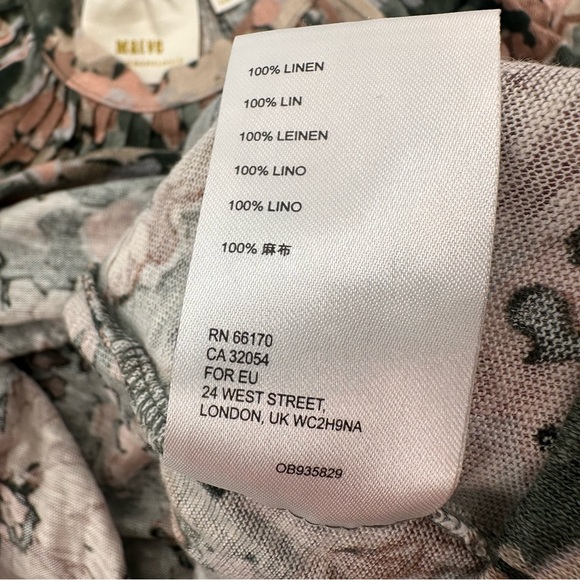 maeve
100% LINEN
100% LIN
100% LEINEN
100% LINO
100% LINO
100% 麻布
RN 66170
CA 32054
FOR EU
24 WEST STREET,
LONDON, UK WC2H9NA
OB935829